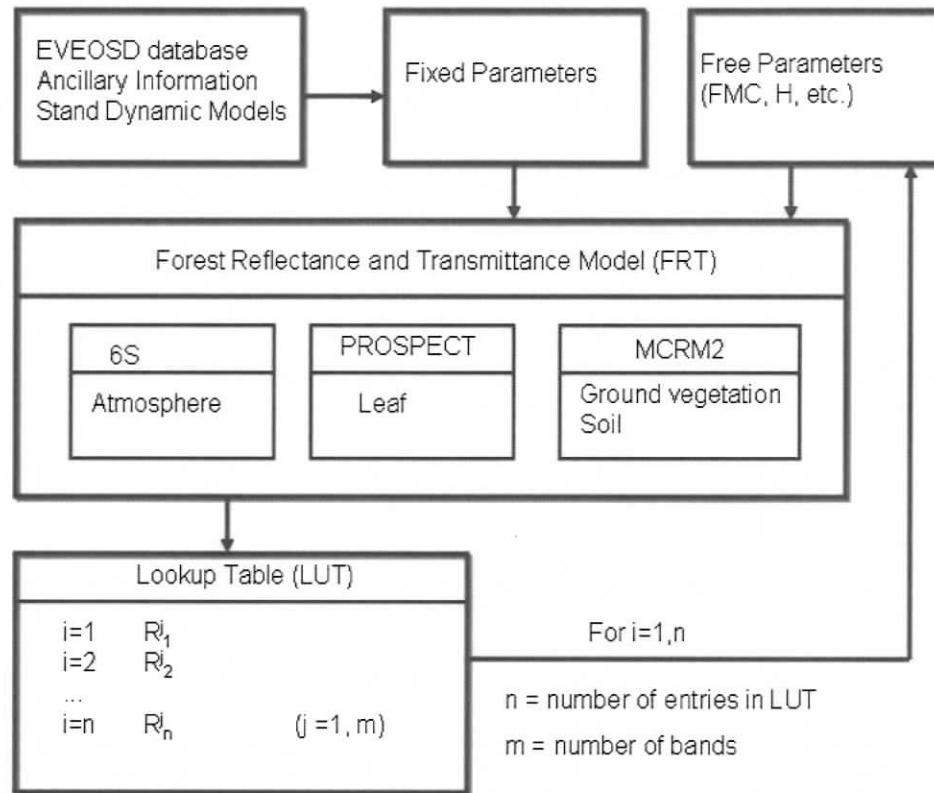 EVEOSD database
Ancillary Information
Stand Dynamic Models
Fixed Parameters
Free Parameters
(FMC, H, etc.)
Forest Reflectance and Transmittance Model (FRT)
6S
Atmosphere
PROSPECT
Leaf
MCRM2
Ground vegetation
Soil
Lookup Table (LUT)
i=1 Rʲ₁
i=2 Rʲ₂
...
i=n Rʲₙ (j =1, m)
For i=1,n
n = number of entries in LUT
m = number of bands